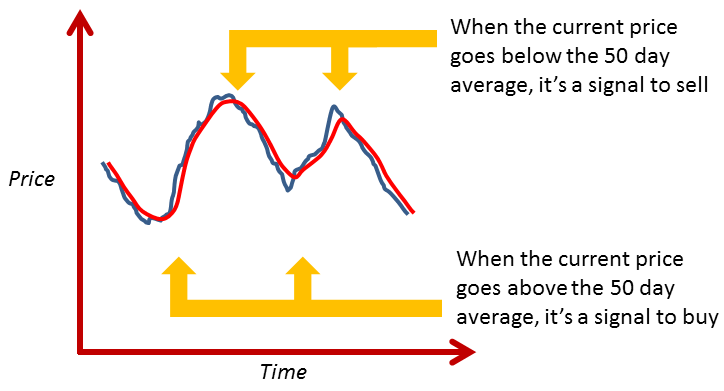 When the current price
goes below the 50 day
average, it’s a signal to sell
Price
When the current price
goes above the 50 day
average, it’s a signal to buy
Time